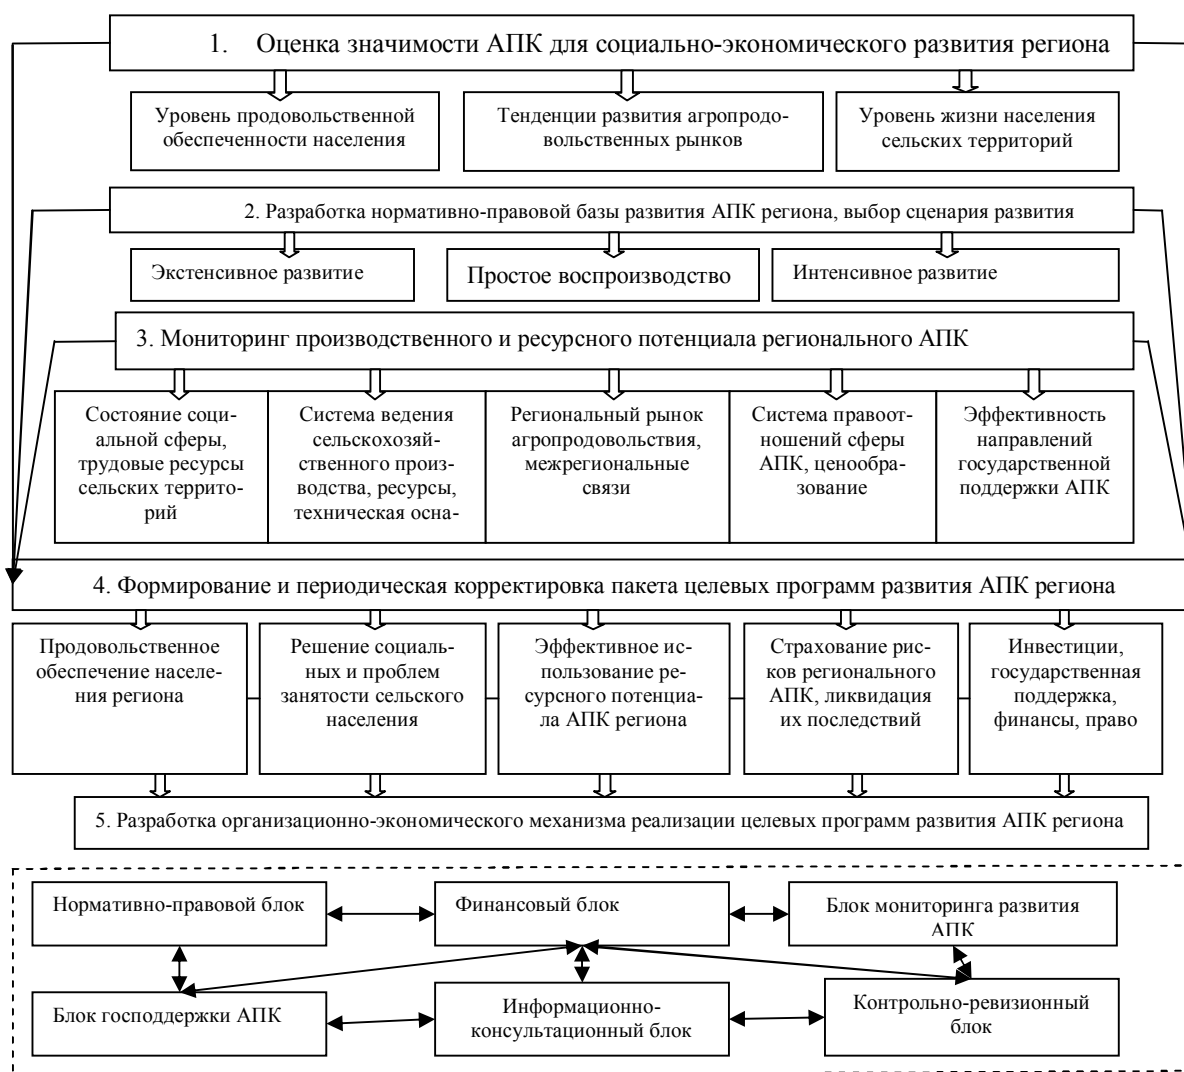 1. Оценка значимости АПК для социально-экономического развития региона
Уровень продовольственной
обеспеченности населения
Тенденции развития агропродо-
вольственных рынков
Уровень жизни населения
сельских территорий
2. Разработка нормативно-правовой базы развития АПК региона, выбор сценария развития
Экстенсивное развитие
Простое воспроизводство
Интенсивное развитие
3. Мониторинг производственного и ресурсного потенциала регионального АПК
Состояние соци-
альной сферы,
трудовые ресурсы
сельских террито-
рий
Система ведения
сельскохозяй-
ственного произ-
водства, ресурсы,
техническая осна-
Региональный рынок
агропродовольствия,
межрегиональные
связи
Система правоот-
ношений сферы
АПК, ценообра-
зование
Эффективность
направлений
государственной
поддержки АПК
4. Формирование и периодическая корректировка пакета целевых программ развития АПК региона
Продовольственное
обеспечение населе-
ния региона
Решение социаль-
ных и проблем
занятости сельского
населения
Эффективное ис-
пользование ре-
сурсного потенциа-
ла АПК региона
Страхование рис-
ков регионального
АПК, ликвидация
их последствий
Инвестиции,
государственная
поддержка,
финансы, право
5. Разработка организационно-экономического механизма реализации целевых программ развития АПК региона
Нормативно-правовой блок
Финансовый блок
Блок мониторинга развития
АПК
Блок господдержки АПК
Информационно-
консультационный блок
Контрольно-ревизионный
блок